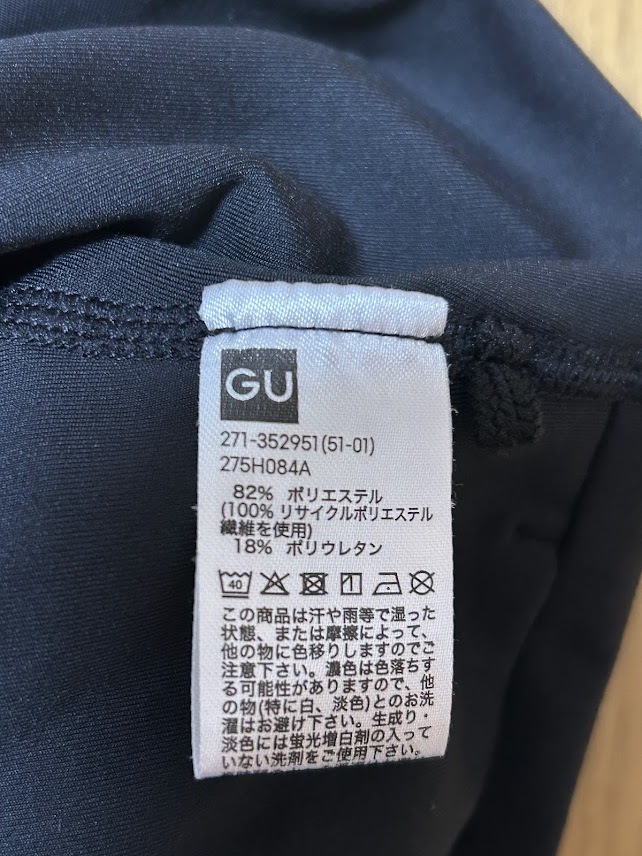 GU
271-352951(51-01)
275H084A
82% ポリエステル
(100% リサイクルポリエステル
繊維を使用)
18% ポリウレタン
40
この商品は汗や雨等で湿った
状態、または摩擦によって、
他の物に色移りしますのでご
注意下さい。濃色は色落ちす
る可能性がありますので、他
の物(特に白、淡色)とのお洗
濯はお避け下さい。生成り・
淡色には蛍光増白剤の入って
いない洗剤をご使用下さい。